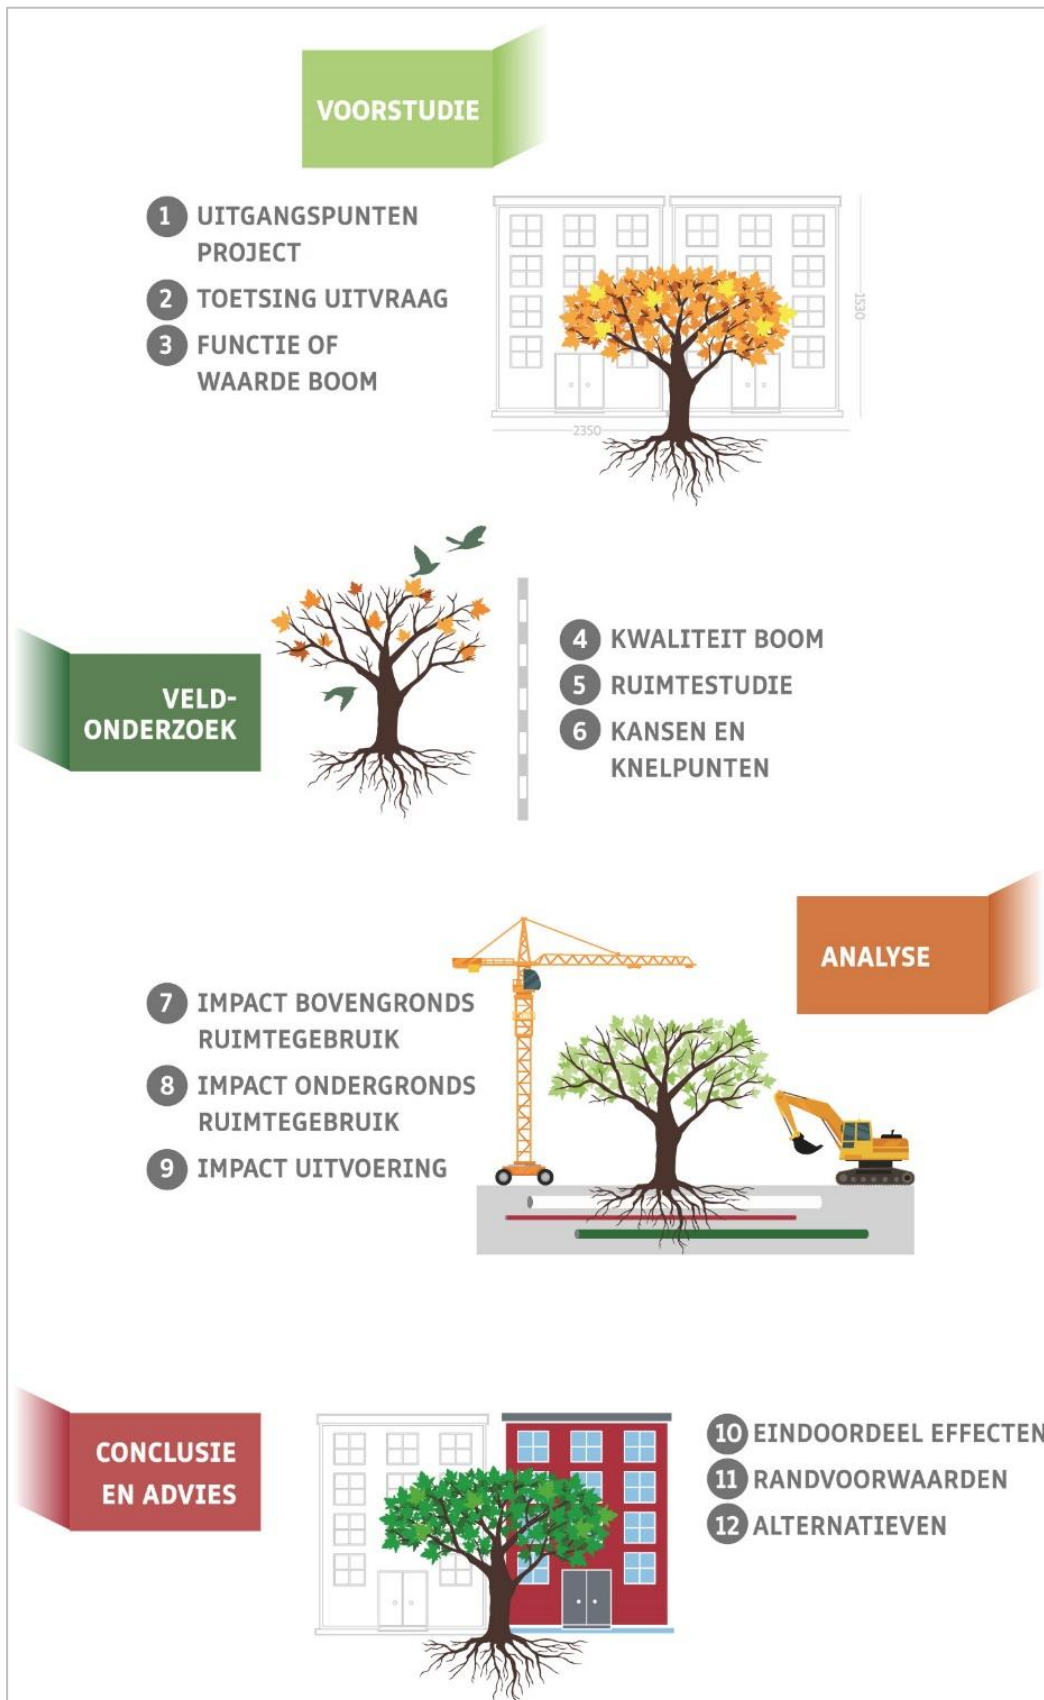 VOORSTUDIE
1 UITGANGSPUNTEN
PROJECT
2 TOETSING UITVRAAG
3 FUNCTIE OF
WAARDE BOOM
1530
2350
VELD-
ONDERZOEK
4 KWALITEIT BOOM
5 RUIMTESTUDIE
6 KANSEN EN
KNELPUNTEN
ANALYSE
7 IMPACT BOVENGRONDS
RUIMTEGEBRUIK
8 IMPACT ONDERGRONDS
RUIMTEGEBRUIK
9 IMPACT UITVOERING
CONCLUSIE
EN ADVIES
10 EINDOORDEEL EFFECTEN
11 RANDVOORWAARDEN
12 ALTERNATIEVEN